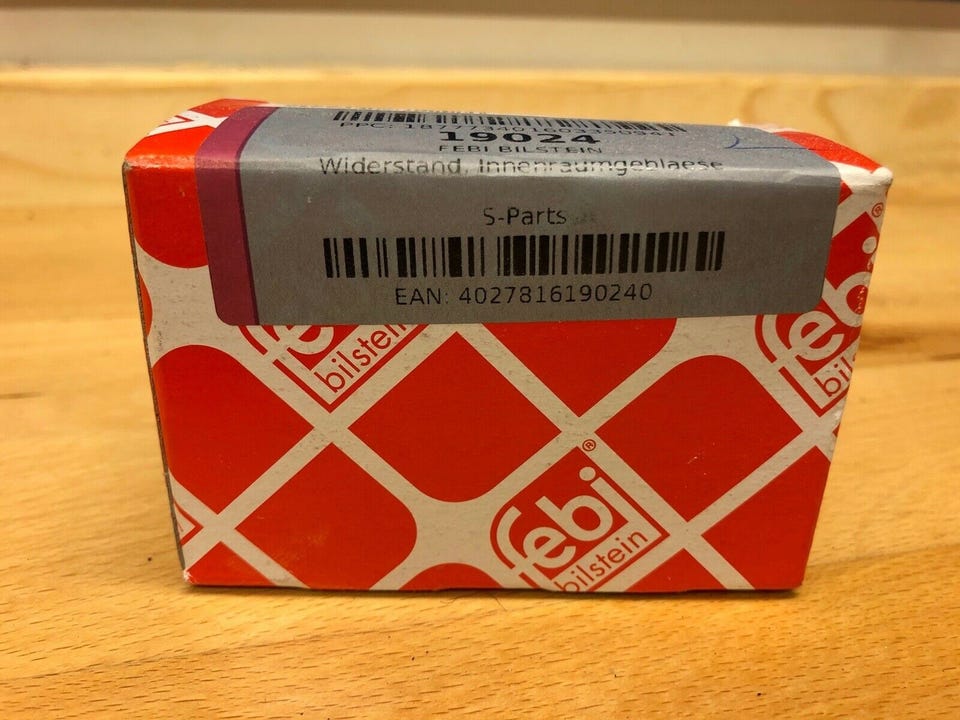 19024
FEBI BILSTEIN
Widerstand, Innenraumgeblaese
S-Parts
EAN: 4027816190240
febi®
bilstein
febi
bilstein
febi®
bilstein